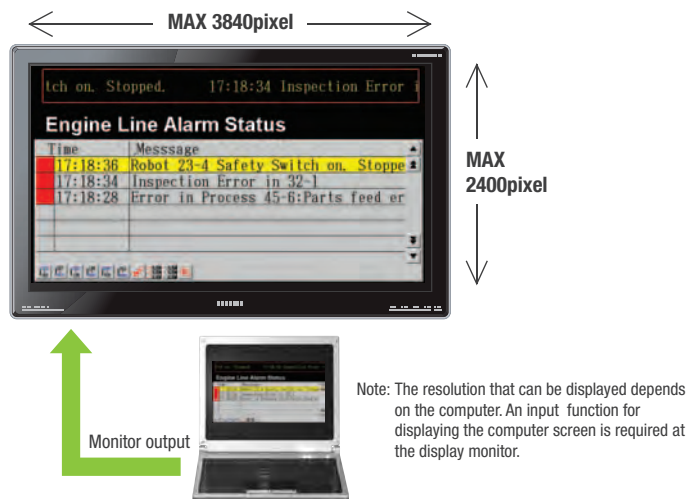 MAX 3840pixel
tch on. Stopped. 17:18:34 Inspection Error i
Engine Line Alarm Status
Time Messsage
17:18:36 Robot 23-4 Safety Switch on. Stoppe
17:18:34 Inspection Error in 32-1
17:18:28 Error in Process 45-6:Parts feed er
MAX
2400pixel
Monitor output
Engine Line Alarm Status
Note: The resolution that can be displayed depends
on the computer. An input function for
displaying the computer screen is required at
the display monitor.